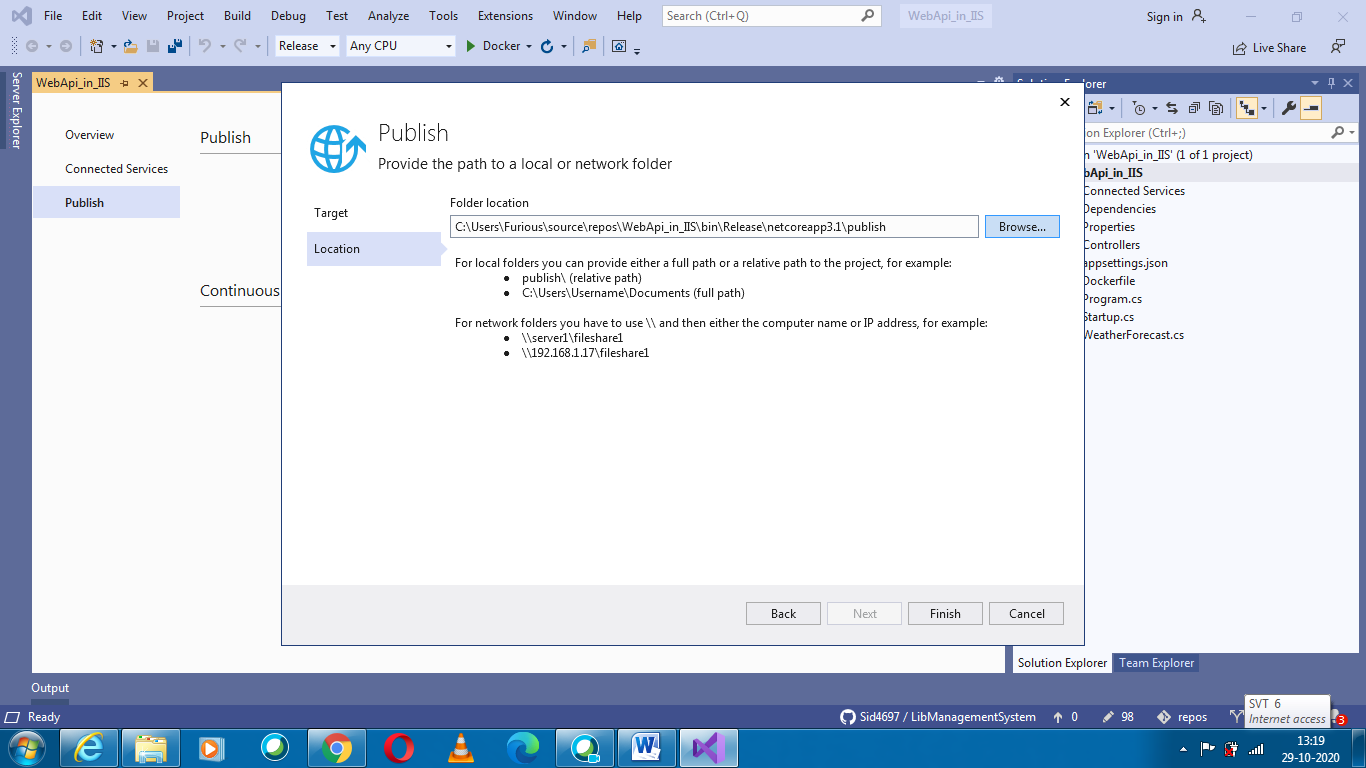 File Edit View Project Build Debug Test Analyze Tools Extensions Window Help Search (Ctrl+Q) WebApi_in_IIS Sign in
Release Any CPU Docker Live Share
Server Explorer
WebApi_in_IIS
Overview
Connected Services
Publish
Publish
Continuous
Publish
Provide the path to a local or network folder
Target
Location
Folder location
C:\Users\Furious\source\repos\WebApi_in_IIS\bin\Release\netcoreapp3.1\publish
Browse...
For local folders you can provide either a full path or a relative path to the project, for example:
● publish\ (relative path)
● C:\Users\Username\Documents (full path)
For network folders you have to use \\ and then either the computer name or IP address, for example:
● \\server1\fileshare1
● \\192.168.1.17\fileshare1
Back Next Finish Cancel
Solution Explorer
on Explorer (Ctrl+;)
n 'WebApi_in_IIS' (1 of 1 project)
bApi_in_IIS
Connected Services
Dependencies
Properties
Controllers
appsettings.json
Dockerfile
Program.cs
Startup.cs
WeatherForecast.cs
Solution Explorer Team Explorer
Output
Ready
Sid4697 / LibManagementSystem 0 98 repos
SVT 6
Internet access
3
13:19
29-10-2020